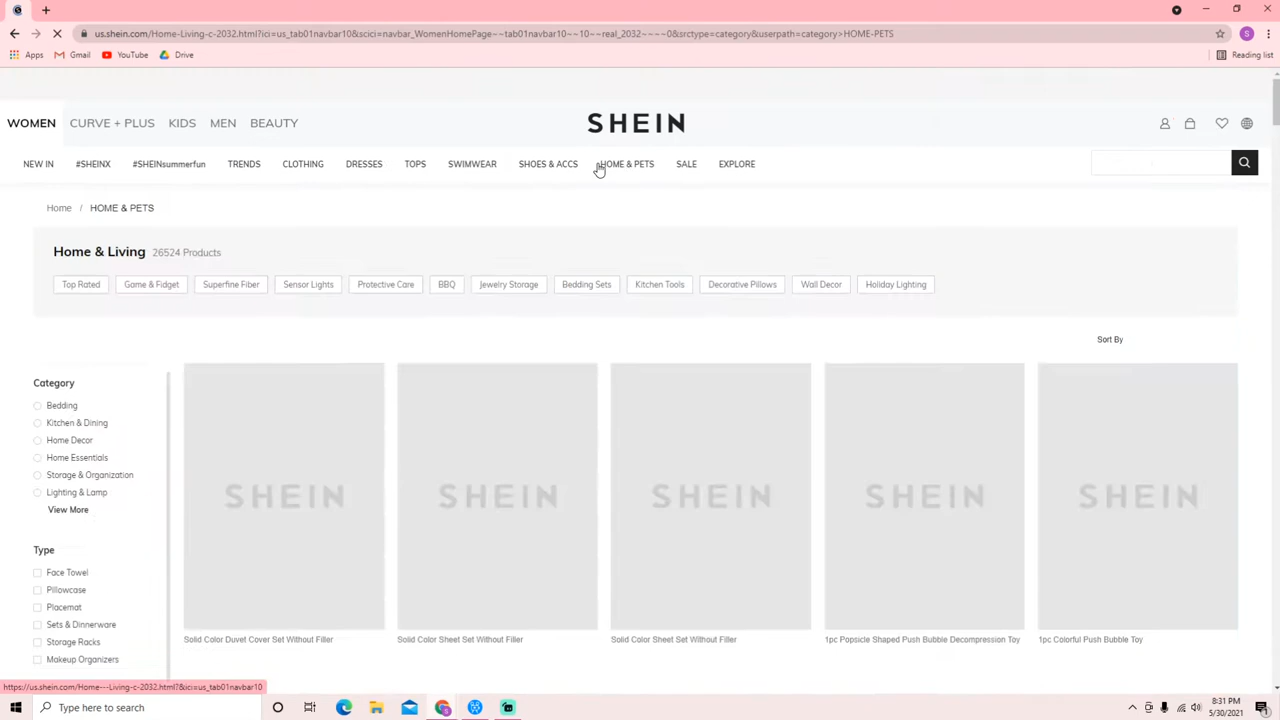 us.shein.com/Home-Living-c-2032.html?ici=us_tab01navbar10&scici=navbar_WomenHomePage~~tab01navbar10~~10~~real_2032~~~~0&srctype=category&userpath=category>HOME-PETS
S
Apps Gmail YouTube Drive Reading list
WOMEN CURVE + PLUS KIDS MEN BEAUTY SHEIN
NEW IN #SHEINX #SHEINsummerfun TRENDS CLOTHING DRESSES TOPS SWIMWEAR SHOES & ACCS HOME & PETS SALE EXPLORE
Home / HOME & PETS
Home & Living 26524 Products
Top Rated Game & Fidget Superfine Fiber Sensor Lights Protective Care BBQ Jewelry Storage Bedding Sets Kitchen Tools Decorative Pillows Wall Decor Holiday Lighting
Sort By
Category
Bedding
Kitchen & Dining
Home Decor
Home Essentials
Storage & Organization
Lighting & Lamp
View More
Type
Face Towel
Pillowcase
Placemat
Sets & Dinnerware
Storage Racks
Makeup Organizers
SHEIN SHEIN SHEIN SHEIN SHEIN
Solid Color Duvet Cover Set Without Filler Solid Color Sheet Set Without Filler Solid Color Sheet Set Without Filler 1pc Popsicle Shaped Push Bubble Decompression Toy 1pc Colorful Push Bubble Toy
https://us.shein.com/Home---Living-c-2032.html?&ici=us_tab01navbar10
Type here to search
8:31 PM
5/30/2021